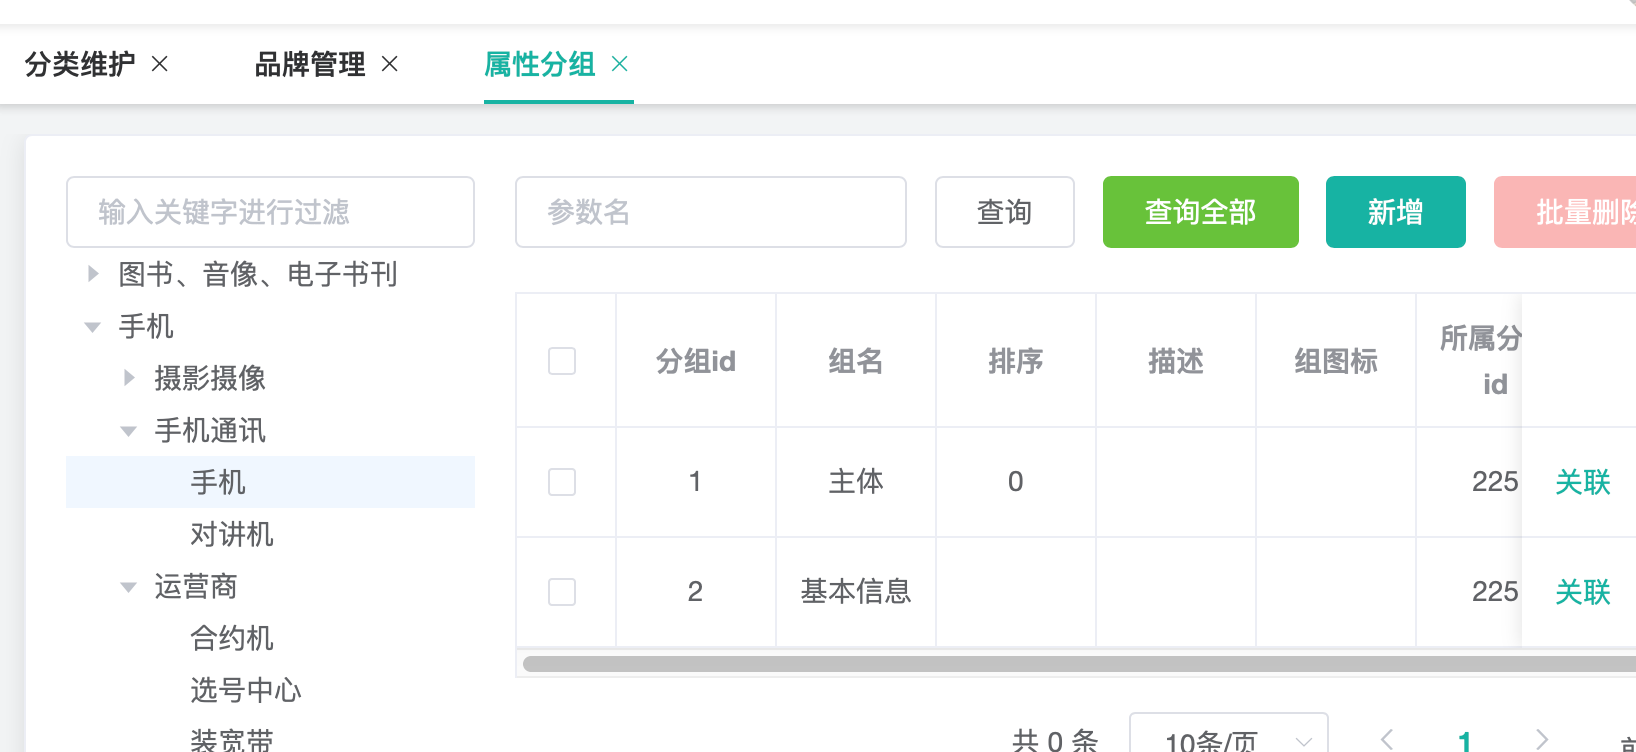 分类维护 ×
品牌管理 ×
属性分组 ×
输入关键字进行过滤
参数名
查询
查询全部
新增
批量删除
图书、音像、电子书刊
手机
摄影摄像
手机通讯
手机
对讲机
运营商
合约机
选号中心
装宽带
分组id
组名
排序
描述
组图标
所属分
id
1
主体
0
225
关联
2
基本信息
225
关联
共 0 条
10条/页
1